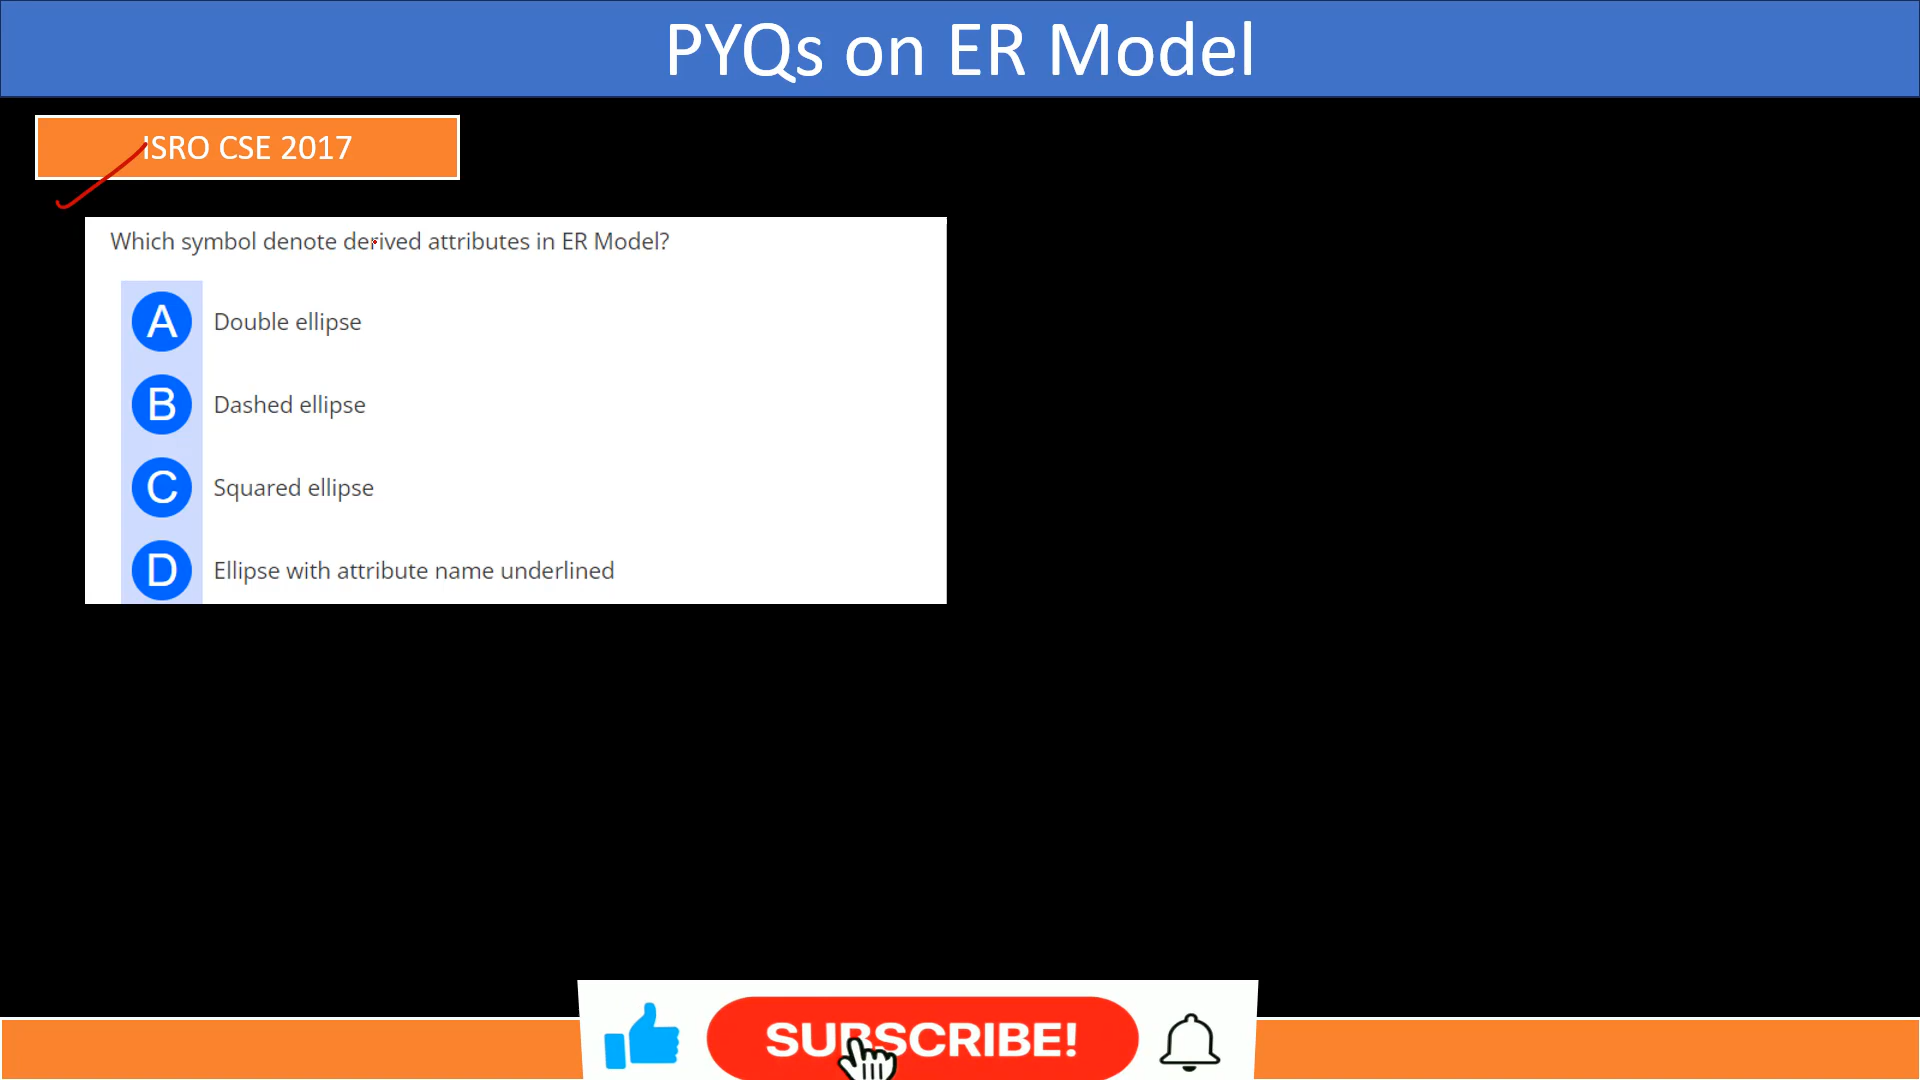 PYQs on ER Model
ISRO CSE 2017
Which symbol denote derived attributes in ER Model?
A Double ellipse
B Dashed ellipse
C Squared ellipse
D Ellipse with attribute name underlined
SUBSCRIBE!